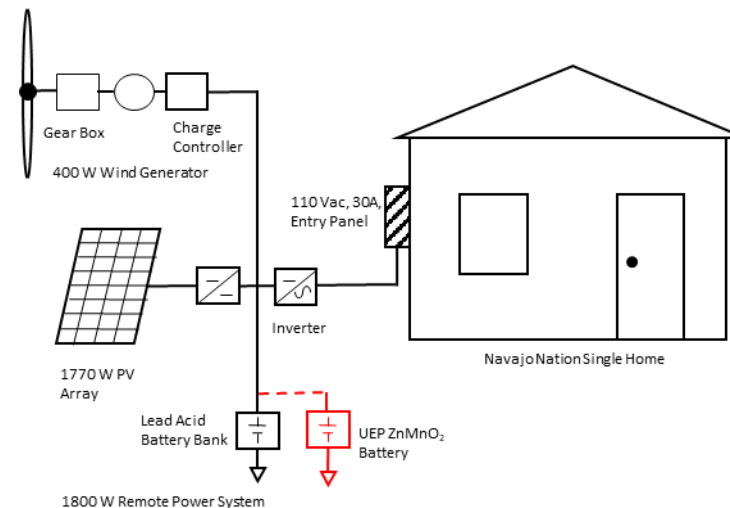 Gear Box
Charge
Controller
400 W Wind Generator
110 Vac, 30A,
Entry Panel
Inverter
Navajo Nation Single Home
1770 W PV
Array
Lead Acid
Battery Bank
UEP ZnMnO₂
Battery
1800 W Remote Power System